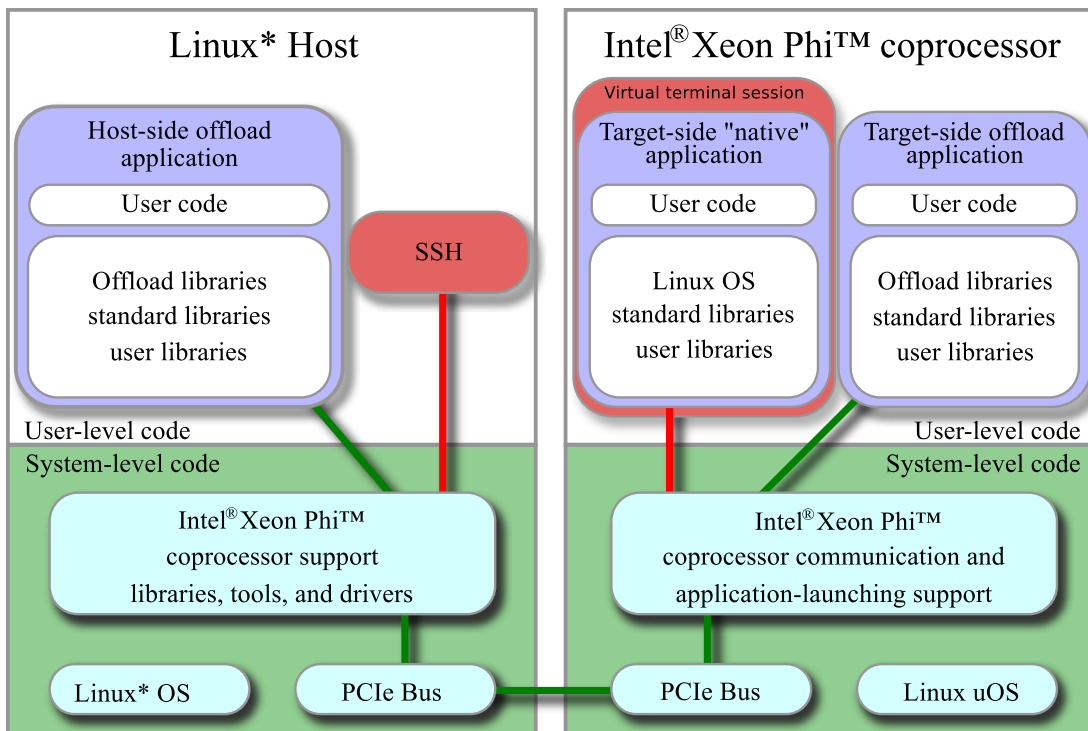 Linux* Host
Host-side offload
application
User code
Offload libraries
standard libraries
user libraries
SSH
User-level code
System-level code
Intel® Xeon Phi™
coprocessor support
libraries, tools, and drivers
Linux* OS
PCIe Bus
Intel® Xeon Phi™ coprocessor
Virtual terminal session
Target-side "native"
application
User code
Linux OS
standard libraries
user libraries
Target-side offload
application
User code
Offload libraries
standard libraries
user libraries
User-level code
System-level code
Intel® Xeon Phi™
coprocessor communication and
application-launching support
PCIe Bus
Linux uOS